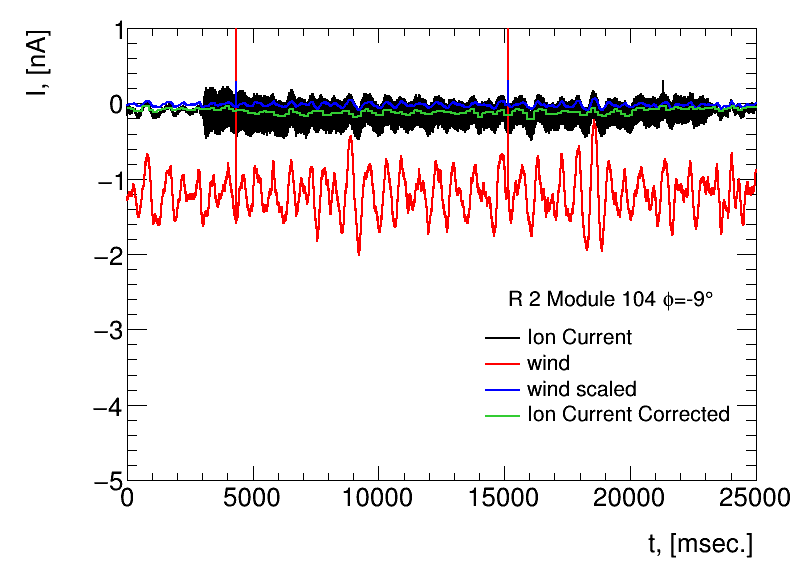 I, [nA]
1
0
−1
−2
−3
−4
−5
R 2 Module 104 ϕ=-9°
Ion Current
wind
wind scaled
Ion Current Corrected
0 5000 10000 15000 20000 25000
t, [msec.]